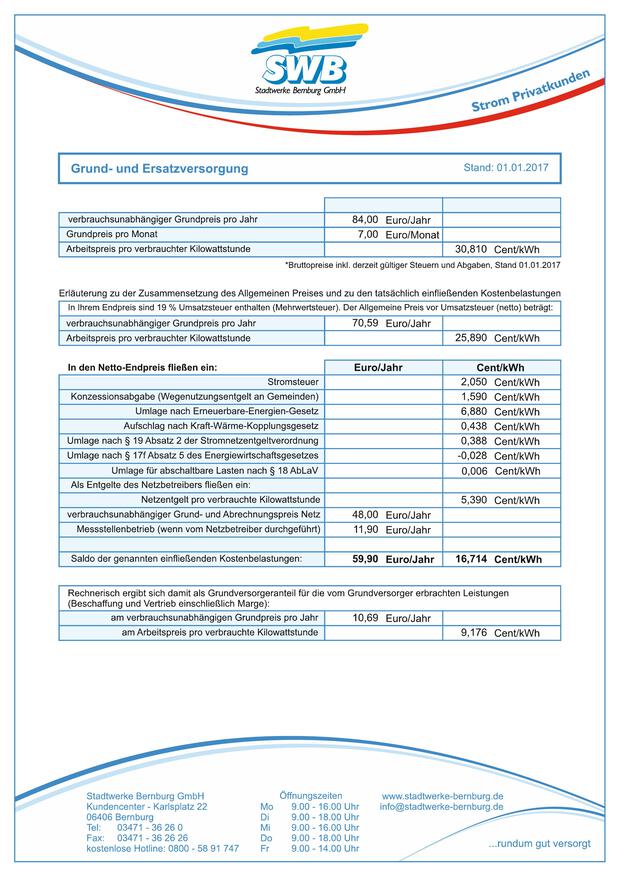 SWB
Stadtwerke Bernburg GmbH
Strom Privatkunden
Grund- und Ersatzversorgung Stand: 01.01.2017
verbrauchsunabhängiger Grundpreis pro Jahr 84,00 Euro/Jahr
Grundpreis pro Monat 7,00 Euro/Monat
Arbeitspreis pro verbrauchter Kilowattstunde 30,810 Cent/kWh
*Bruttopreise inkl. derzeit gültiger Steuern und Abgaben, Stand 01.01.2017
Erläuterung zu der Zusammensetzung des Allgemeinen Preises und zu den tatsächlich einfließenden Kostenbelastungen
In Ihrem Endpreis sind 19 % Umsatzsteuer enthalten (Mehrwertsteuer). Der Allgemeine Preis vor Umsatzsteuer (netto) beträgt:
verbrauchsunabhängiger Grundpreis pro Jahr 70,59 Euro/Jahr
Arbeitspreis pro verbrauchter Kilowattstunde 25,890 Cent/kWh
In den Netto-Endpreis fließen ein: Euro/Jahr Cent/kWh
Stromsteuer 2,050 Cent/kWh
Konzessionsabgabe (Wegenutzungsentgelt an Gemeinden) 1,590 Cent/kWh
Umlage nach Erneuerbare-Energien-Gesetz 6,880 Cent/kWh
Aufschlag nach Kraft-Wärme-Kopplungsgesetz 0,438 Cent/kWh
Umlage nach § 19 Absatz 2 der Stromnetzentgeltverordnung 0,388 Cent/kWh
Umlage nach § 17f Absatz 5 des Energiewirtschaftsgesetzes -0,028 Cent/kWh
Umlage für abschaltbare Lasten nach § 18 AbLaV 0,006 Cent/kWh
Als Entgelte des Netzbetreibers fließen ein:
Netzentgelt pro verbrauchte Kilowattstunde 5,390 Cent/kWh
verbrauchsunabhängiger Grund- und Abrechnungspreis Netz 48,00 Euro/Jahr
Messstellenbetrieb (wenn vom Netzbetreiber durchgeführt) 11,90 Euro/Jahr
Saldo der genannten einfließenden Kostenbelastungen: 59,90 Euro/Jahr 16,714 Cent/kWh
Rechnerisch ergibt sich damit als Grundversorgeranteil für die vom Grundversorger erbrachten Leistungen
(Beschaffung und Vertrieb einschließlich Marge):
am verbrauchsunabhängigen Grundpreis pro Jahr 10,69 Euro/Jahr
am Arbeitspreis pro verbrauchte Kilowattstunde 9,176 Cent/kWh
Stadtwerke Bernburg GmbH Öffnungszeiten www.stadtwerke-bernburg.de
Kundencenter - Karlsplatz 22 Mo 9.00 - 16.00 Uhr info@stadtwerke-bernburg.de
06406 Bernburg Di 9.00 - 18.00 Uhr
Tel: 03471 - 36 26 0 Mi 9.00 - 16.00 Uhr
Fax: 03471 - 36 26 26 Do 9.00 - 18.00 Uhr
kostenlose Hotline: 0800 - 58 91 747 Fr 9.00 - 14.00 Uhr
...rundum gut versorgt